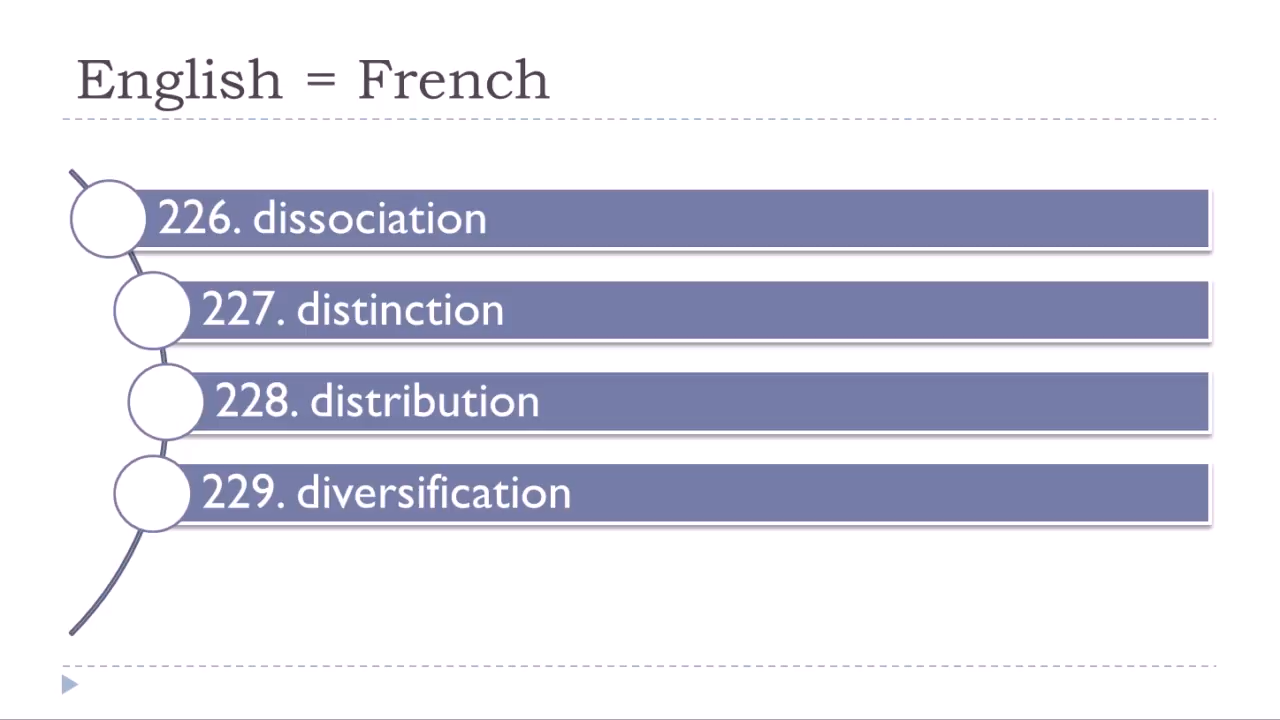 English = French
226. dissociation
227. distinction
228. distribution
229. diversification